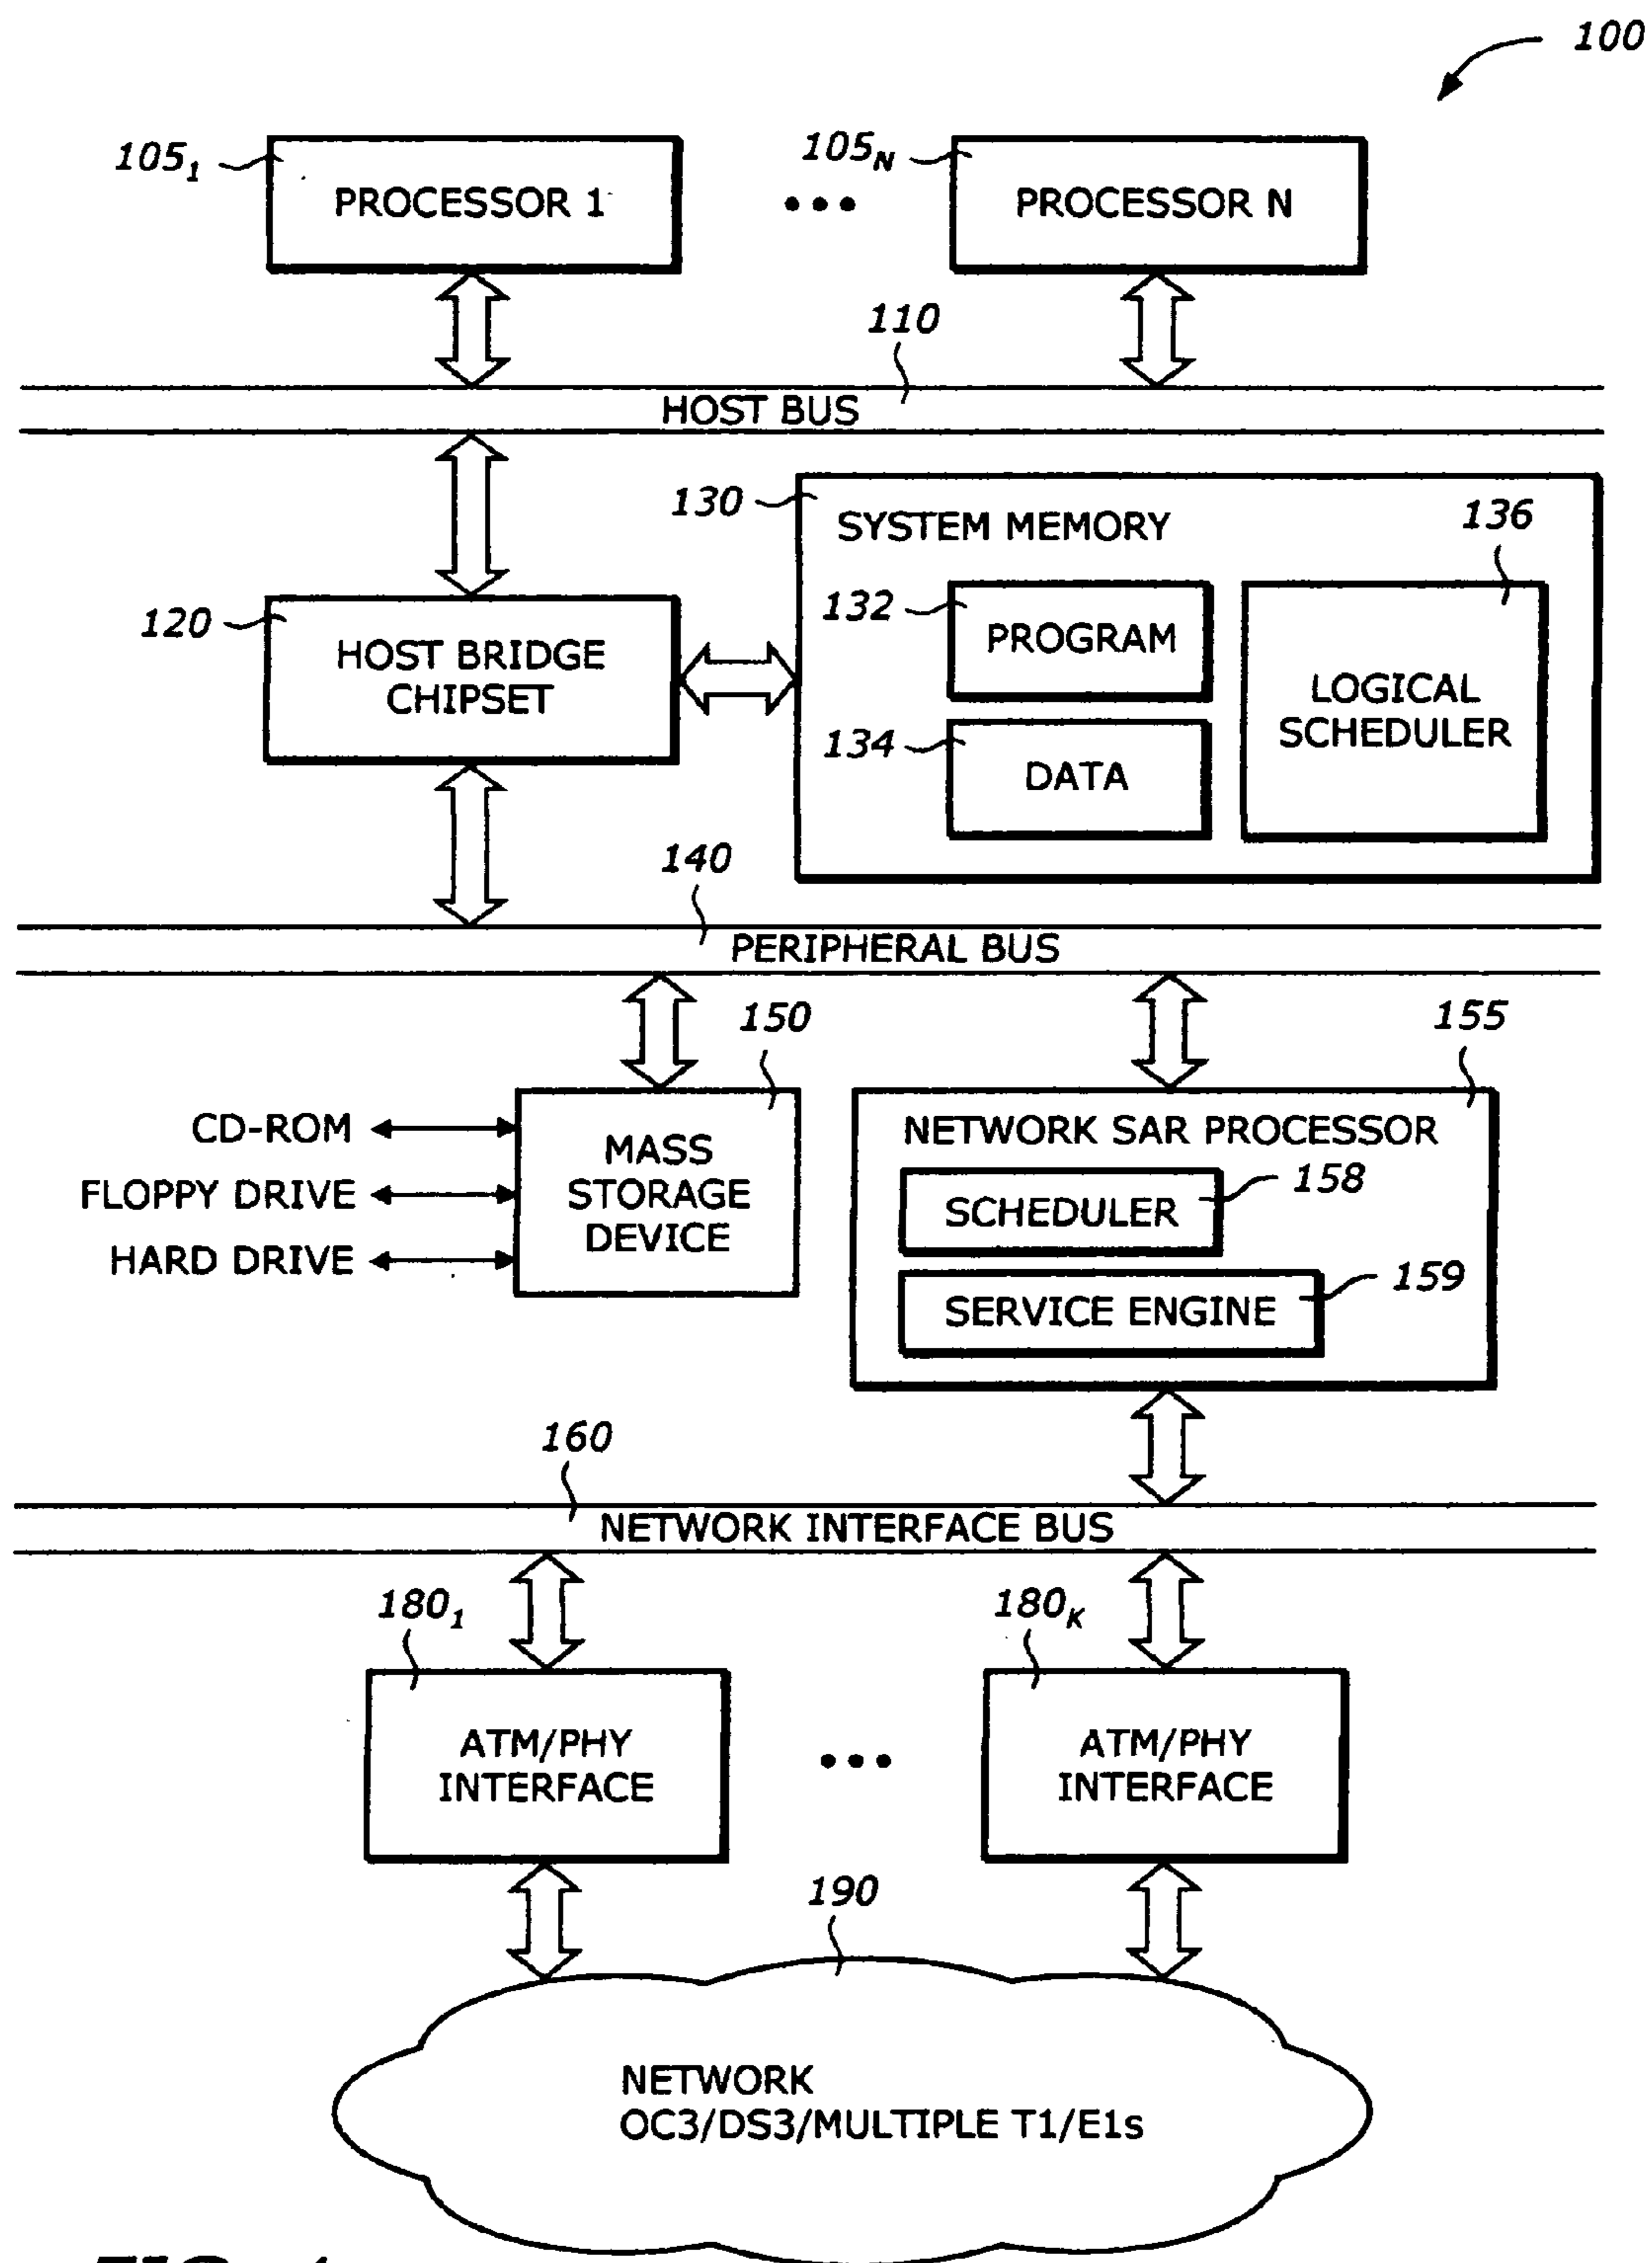 100
105₁
PROCESSOR 1
105N
PROCESSOR N
110
HOST BUS
130
SYSTEM MEMORY
136
120
HOST BRIDGE
CHIPSET
132
PROGRAM
134
DATA
LOGICAL
SCHEDULER
140
PERIPHERAL BUS
150
155
CD-ROM
FLOPPY DRIVE
HARD DRIVE
MASS
STORAGE
DEVICE
NETWORK SAR PROCESSOR
158
SCHEDULER
159
SERVICE ENGINE
160
NETWORK INTERFACE BUS
180₁
180K
ATM/PHY
INTERFACE
ATM/PHY
INTERFACE
190
NETWORK
OC3/DS3/MULTIPLE T1/E1s